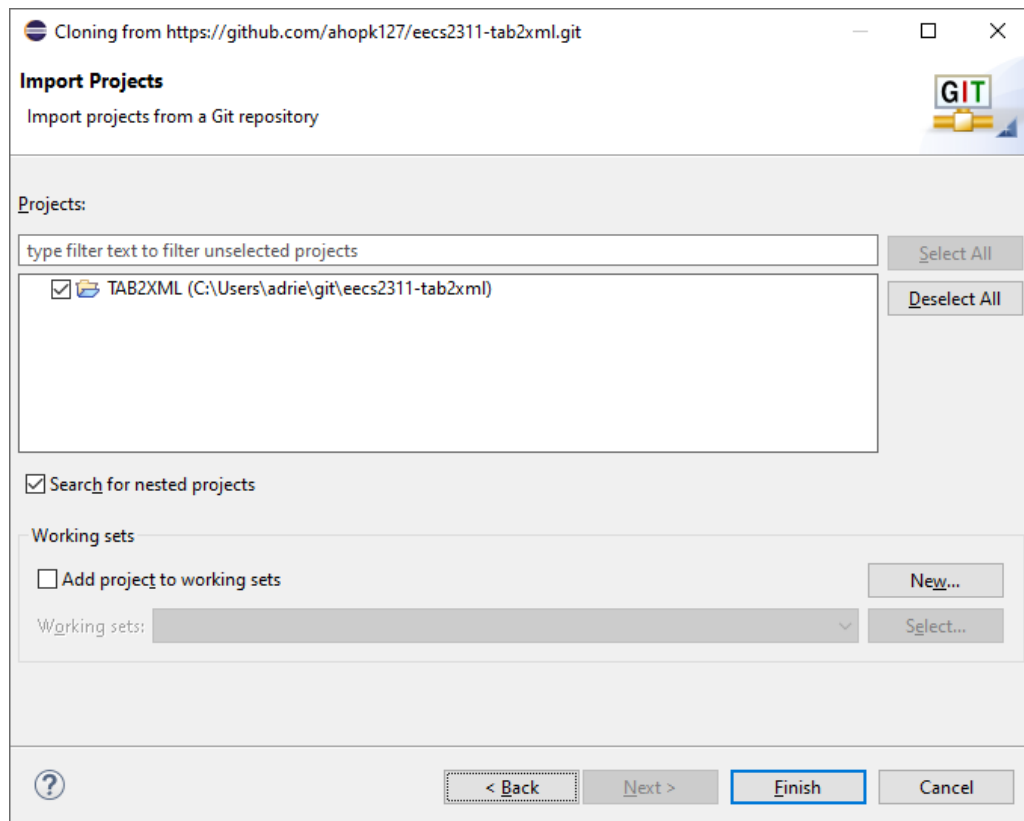 Cloning from https://github.com/ahopk127/eecs2311-tab2xml.git
Import Projects
Import projects from a Git repository
GIT
Projects:
type filter text to filter unselected projects
Select All
TAB2XML (C:\Users\adrie\git\eecs2311-tab2xml)
Deselect All
Search for nested projects
Working sets
Add project to working sets
New...
Working sets:
Select...
?
< Back
Next >
Finish
Cancel